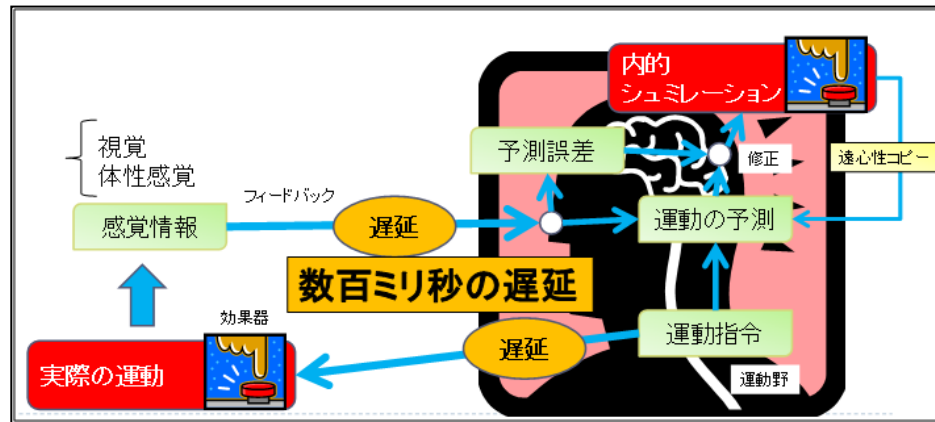 内的
シュミレーション
視覚
体性感覚
予測誤差
修正
遠心性コピー
フィードバック
感覚情報
遅延
運動の予測
数百ミリ秒の遅延
効果器
運動指令
遅延
実際の運動
運動野